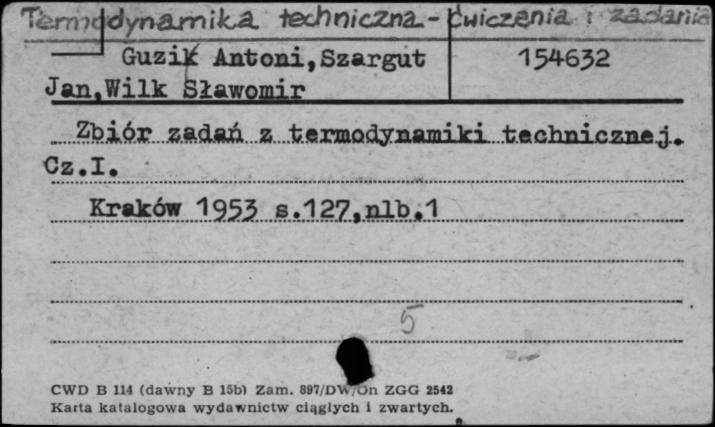 Termodynamika techniczna - ćwiczenia i zadania
Guzik Antoni,Szargut
154632
Jan,Wilk Sławomir
Zbiór zadań z termodynamiki technicznej.
Cz.I.
Kraków 1953 s.127,nlb.1
5
CWD B 114 (dawny B 15b) Zam. 897/DW/On ZGG 2542
Karta katalogowa wydawnictw ciągłych i zwartych.